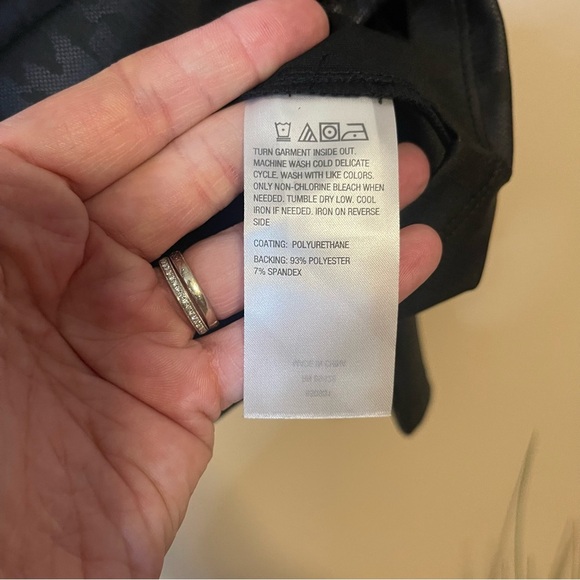 TURN GARMENT INSIDE OUT.
MACHINE WASH COLD DELICATE
CYCLE. WASH WITH LIKE COLORS.
ONLY NON-CHLORINE BLEACH WHEN
NEEDED. TUMBLE DRY LOW. COOL
IRON IF NEEDED. IRON ON REVERSE
SIDE
COATING: POLYURETHANE
BACKING: 93% POLYESTER
7% SPANDEX
MADE IN CHINA